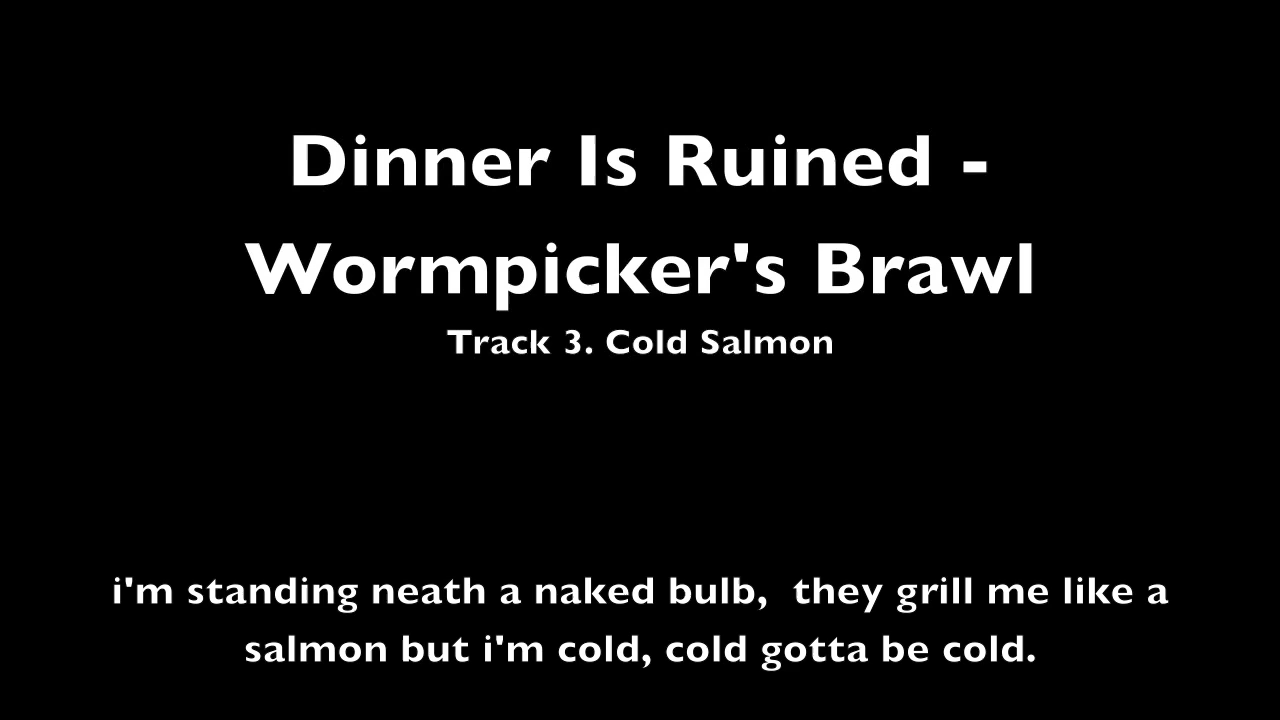 Dinner Is Ruined -
Wormpicker's Brawl
Track 3. Cold Salmon
i'm standing neath a naked bulb,  they grill me like a
salmon but i'm cold, cold gotta be cold.